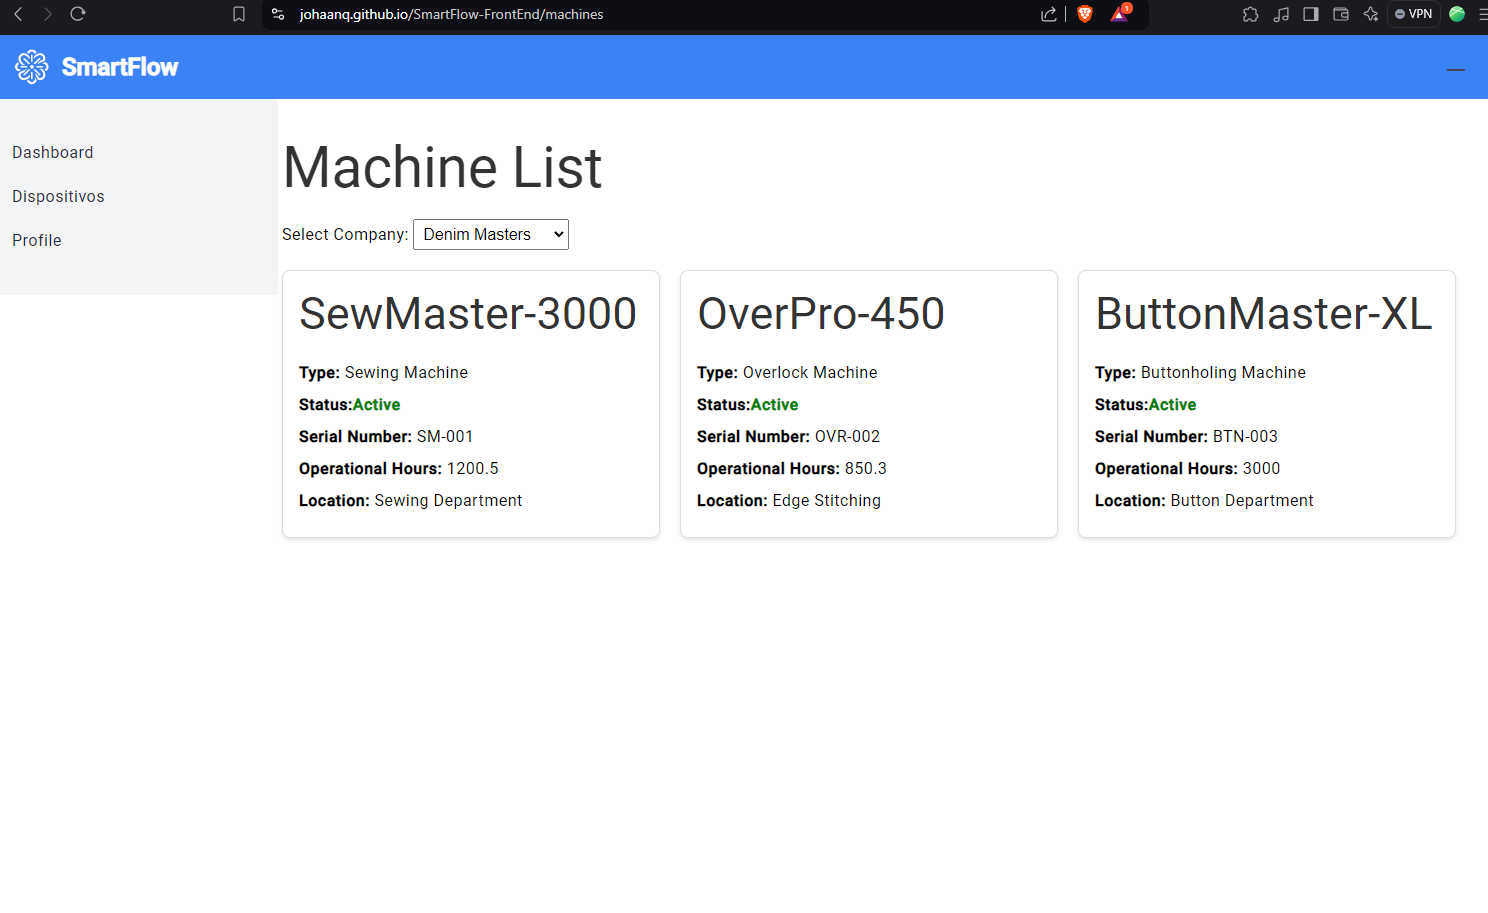 johaanq.github.io/SmartFlow-FrontEnd/machines
1
VPN
SmartFlow
Dashboard
Dispositivos
Profile
Machine List
Select Company: Denim Masters
SewMaster-3000
Type: Sewing Machine
Status:Active
Serial Number: SM-001
Operational Hours: 1200.5
Location: Sewing Department
OverPro-450
Type: Overlock Machine
Status:Active
Serial Number: OVR-002
Operational Hours: 850.3
Location: Edge Stitching
ButtonMaster-XL
Type: Buttonholing Machine
Status:Active
Serial Number: BTN-003
Operational Hours: 3000
Location: Button Department